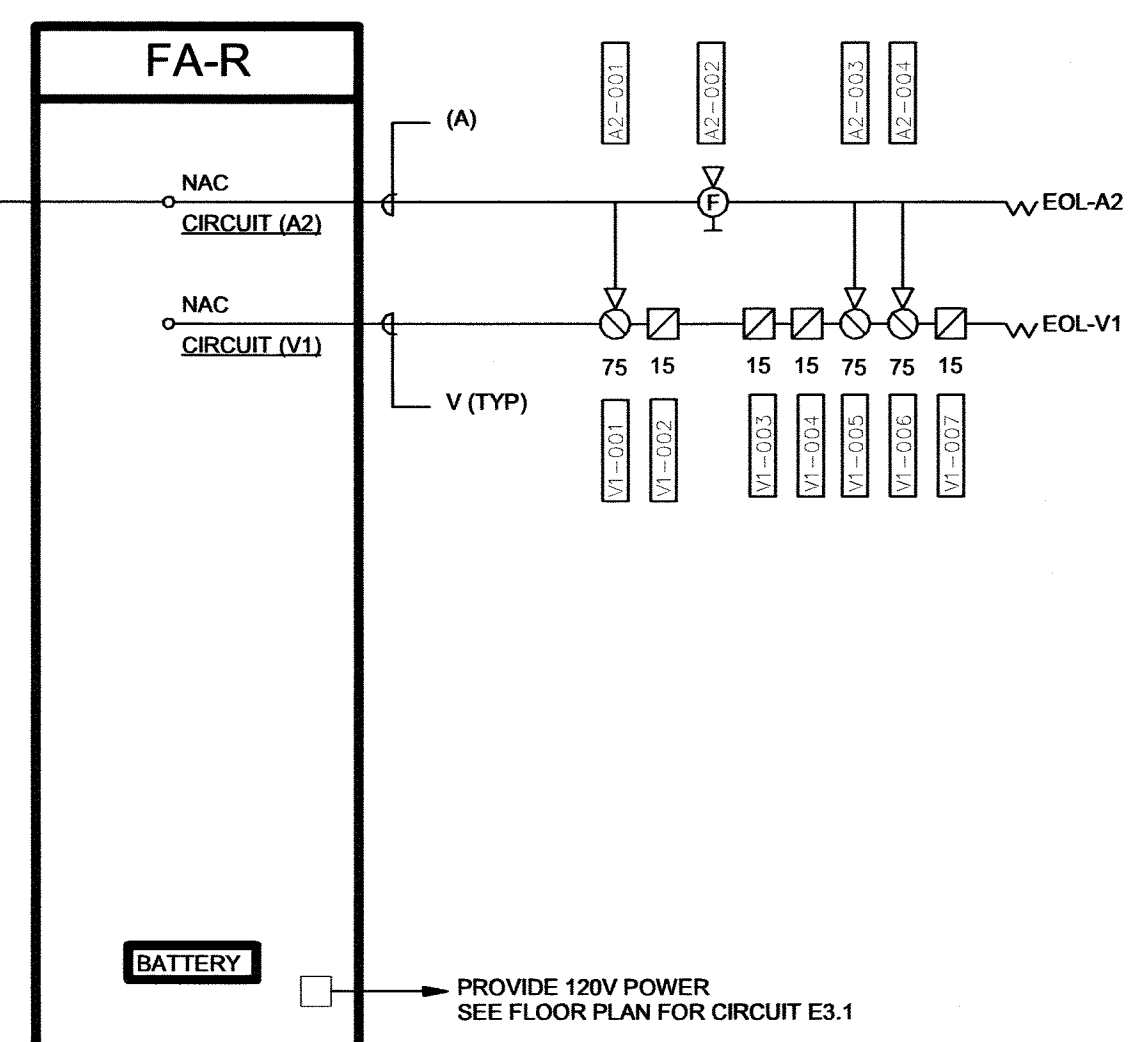 FA-R
A2-001
A2-002
A2-003
A2-004
(A)
NAC
CIRCUIT (A2)
F
EOL-A2
NAC
CIRCUIT (V1)
EOL-V1
75
15
15
15
75
75
15
V (TYP)
V1-001
V1-002
V1-003
V1-004
V1-005
V1-006
V1-007
BATTERY
PROVIDE 120V POWER
SEE FLOOR PLAN FOR CIRCUIT E3.1